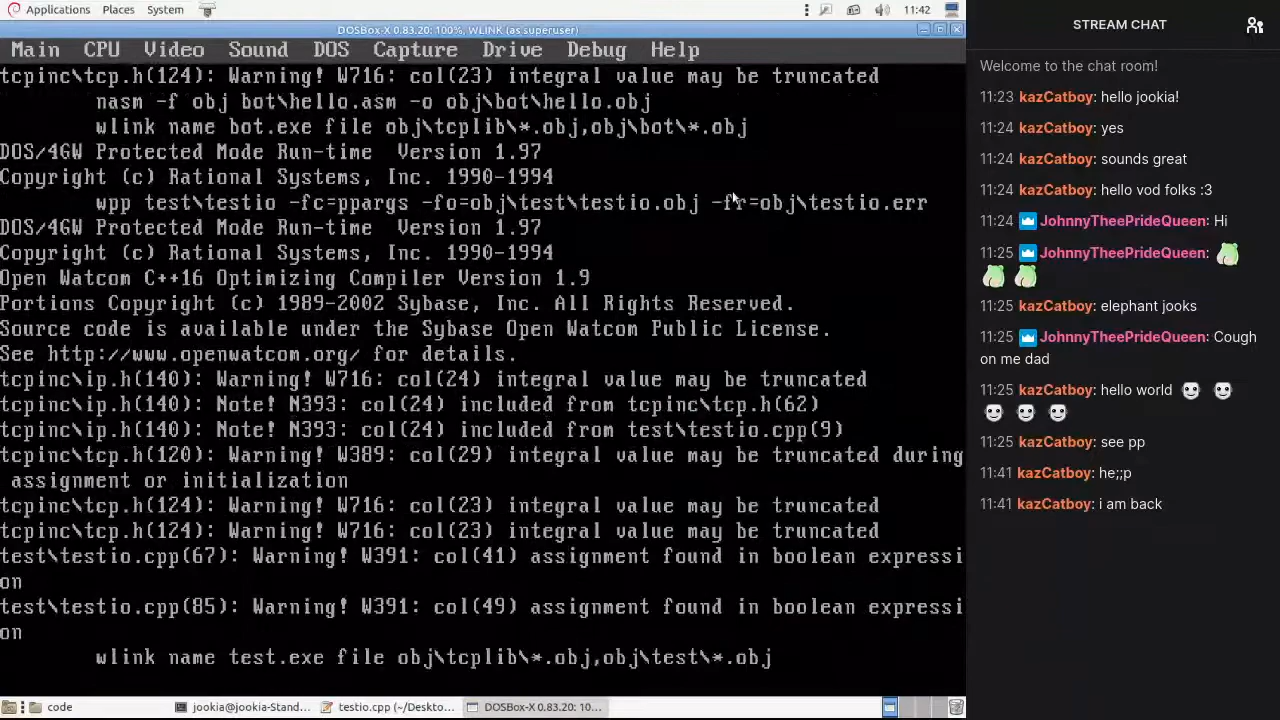 Applications Places System 11:42
DOSBox-X 0.83.20: 100%, WLINK (as superuser)
Main CPU Video Sound DOS Capture Drive Debug Help
tcpinc\tcp.h(124): Warning! W716: col(23) integral value may be truncated
nasm -f obj bot\hello.asm -o obj\bot\hello.obj
wlink name bot.exe file obj\tcplib\*.obj,obj\bot\*.obj
DOS/4GW Protected Mode Run-time  Version 1.97
Copyright (c) Rational Systems, Inc. 1990-1994
wpp test\testio -fc=ppargs -fo=obj\test\testio.obj -fr=obj\testio.err
DOS/4GW Protected Mode Run-time  Version 1.97
Copyright (c) Rational Systems, Inc. 1990-1994
Open Watcom C++16 Optimizing Compiler Version 1.9
Portions Copyright (c) 1989-2002 Sybase, Inc. All Rights Reserved.
Source code is available under the Sybase Open Watcom Public License.
See http://www.openwatcom.org/ for details.
tcpinc\ip.h(140): Warning! W716: col(24) integral value may be truncated
tcpinc\ip.h(140): Note! N393: col(24) included from tcpinc\tcp.h(62)
tcpinc\ip.h(140): Note! N393: col(24) included from test\testio.cpp(9)
tcpinc\tcp.h(120): Warning! W389: col(29) integral value may be truncated during
assignment or initialization
tcpinc\tcp.h(124): Warning! W716: col(23) integral value may be truncated
tcpinc\tcp.h(124): Warning! W716: col(23) integral value may be truncated
test\testio.cpp(67): Warning! W391: col(41) assignment found in boolean expressi
on
test\testio.cpp(85): Warning! W391: col(49) assignment found in boolean expressi
on
wlink name test.exe file obj\tcplib\*.obj,obj\test\*.obj
code jookia@jookia-Stand... testio.cpp (~/Deskto... DOSBox-X 0.83.20: 10...
STREAM CHAT
Welcome to the chat room!
11:23 kazCatboy: hello jookia!
11:24 kazCatboy: yes
11:24 kazCatboy: sounds great
11:24 kazCatboy: hello vod folks :3
11:24 JohnnyTheePrideQueen: Hi
11:25 JohnnyTheePrideQueen:
11:25 kazCatboy: elephant jooks
11:25 JohnnyTheePrideQueen: Cough
on me dad
11:25 kazCatboy: hello world
11:25 kazCatboy: see pp
11:41 kazCatboy: he;;p
11:41 kazCatboy: i am back